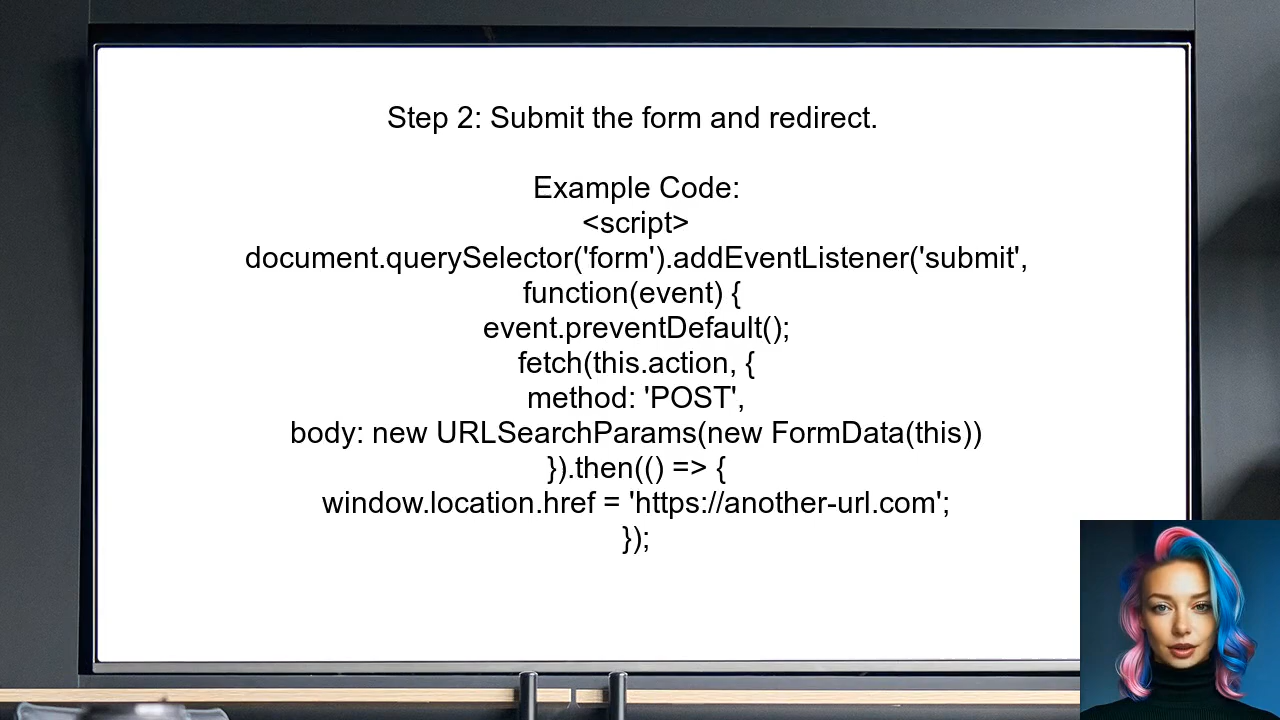 Step 2: Submit the form and redirect.
Example Code:
<script>
document.querySelector('form').addEventListener('submit',
function(event) {
event.preventDefault();
fetch(this.action, {
method: 'POST',
body: new URLSearchParams(new FormData(this))
}).then(() => {
window.location.href = 'https://another-url.com';
});